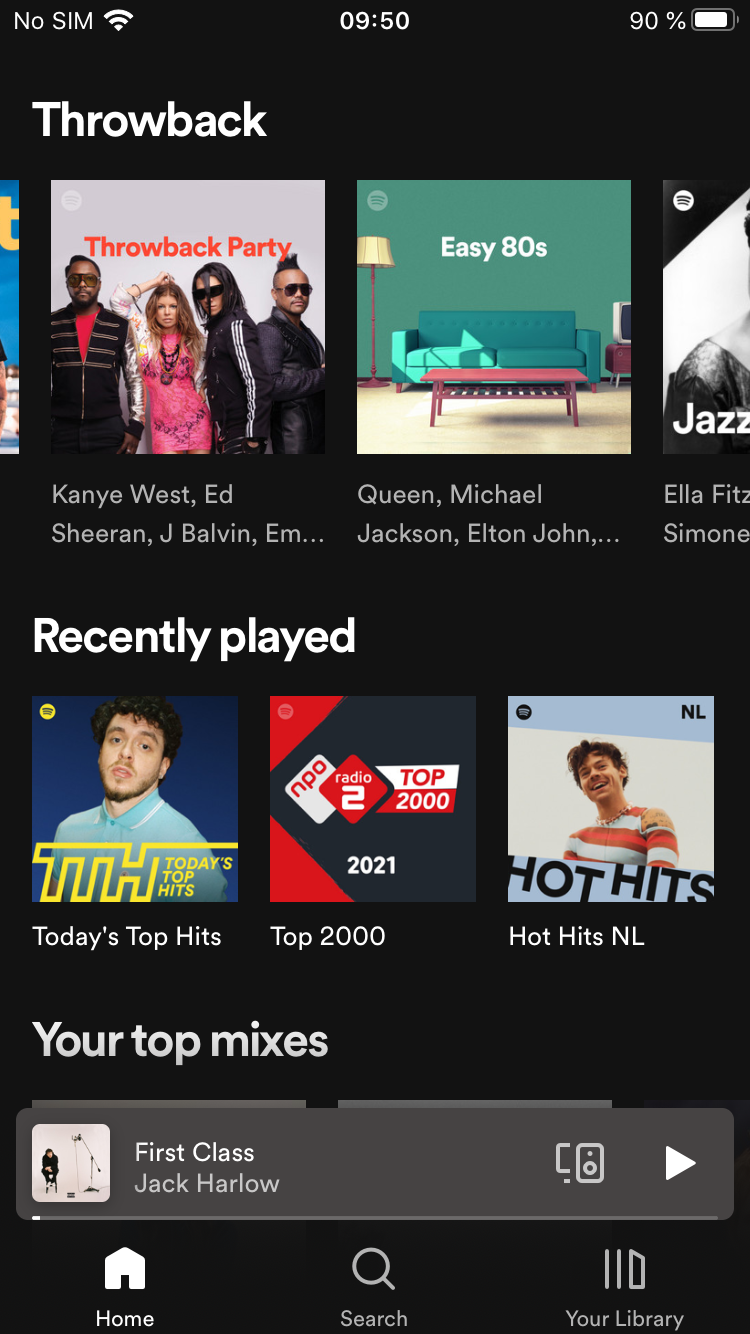 No SIM 09:50 90 %
Throwback
t
Throwback Party
Easy 80s
Jazz
Kanye West, Ed
Sheeran, J Balvin, Em...
Queen, Michael
Jackson, Elton John,...
Ella Fitz
Simone
Recently played
TTH TODAY'S
TOP
HITS
npo radio 2 TOP
2000
2021
NL
HOT HITS
Today's Top Hits
Top 2000
Hot Hits NL
Your top mixes
First Class
Jack Harlow
Home
Search
Your Library